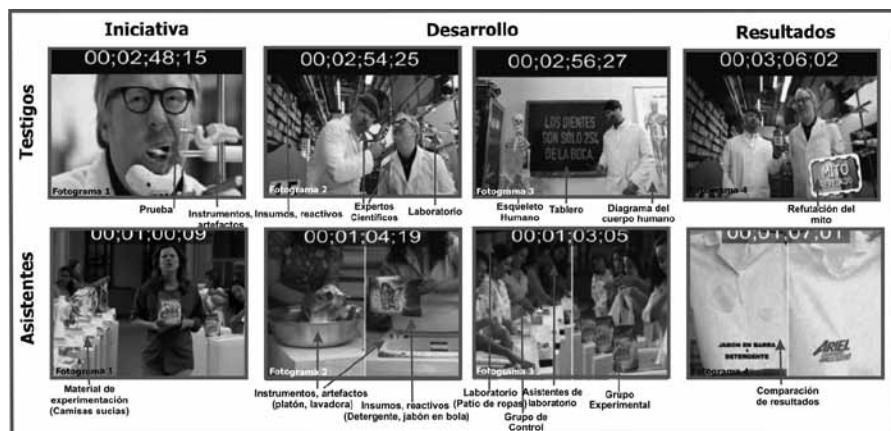 Iniciativa
Desarrollo
Resultados
Testigos
00;02;48;15
00;02;54;25
00;02;56;27
00;03;06;02
LOS DIENTES
SON SÓLO 25%
DE LA BOCA.
MITO
Fotograma 1
Fotograma 2
Fotograma 3
Fotograma 4
Prueba
Instrumentos, Insumos, reactivos
artefactos
Expertos
Científicos
Laboratorio
Esqueleto
Humano
Tablero
Diagrama del
cuerpo humano
Refutación del
mito
Asistentes
00;01;00;09
00;01;04;19
00;01;03;05
00;01;07;01
JABON EN BARRA
DETERGENTE
ARIEL
Fotograma 1
Fotograma 2
Fotograma 3
Fotograma 4
Material de
experimentación
(Camisas sucias)
Instrumentos, artefactos
(platón, lavadora)
Insumos, reactivos
(Detergente, jabón en bola)
Laboratorio
(Patio de ropas)
Grupo de
Control
Asistentes de
laboratorio
Grupo
Experimental
Comparación
de resultados